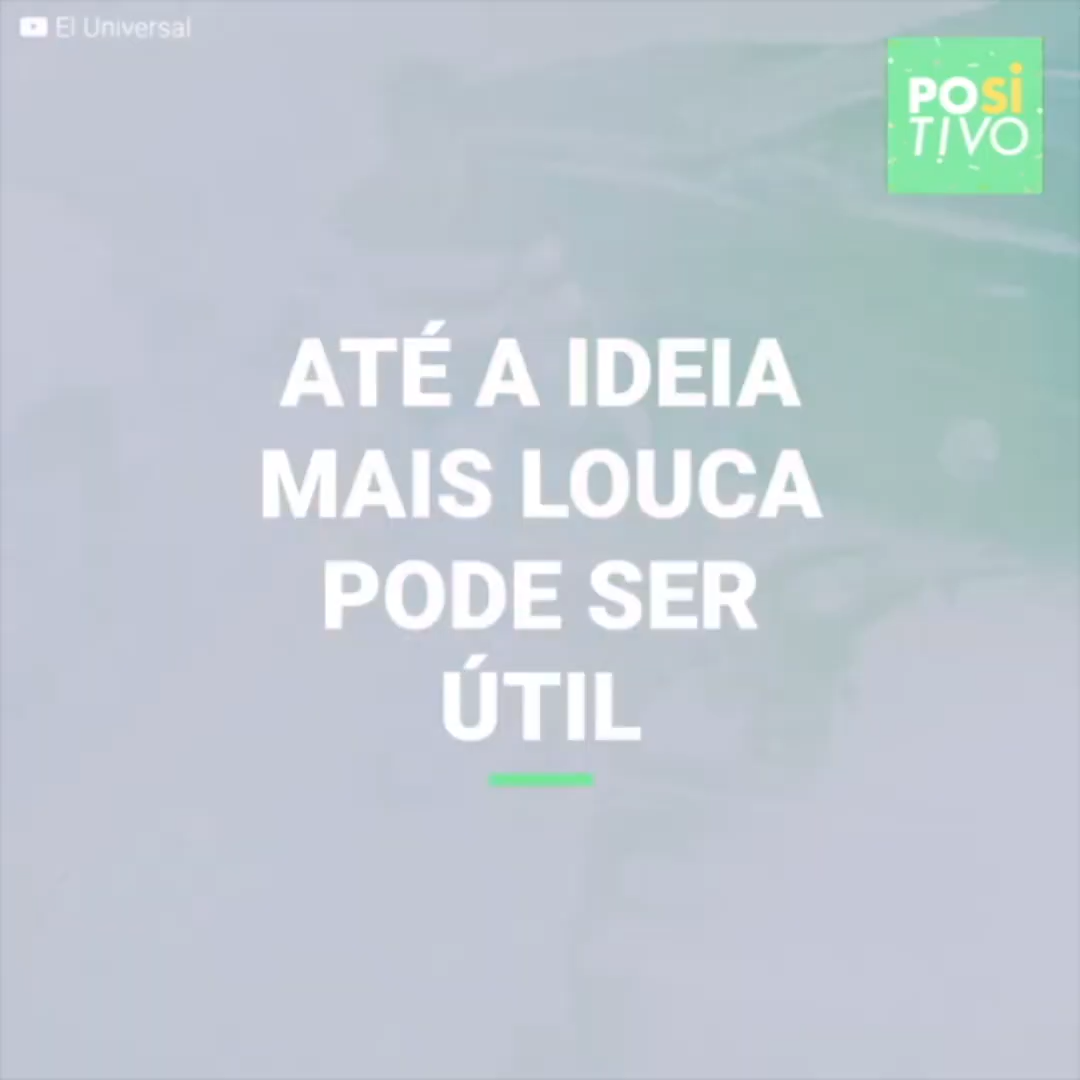 El Universal
POSi
TIVO
ATÉ A IDEIA
MAIS LOUCA
PODE SER
ÚTIL